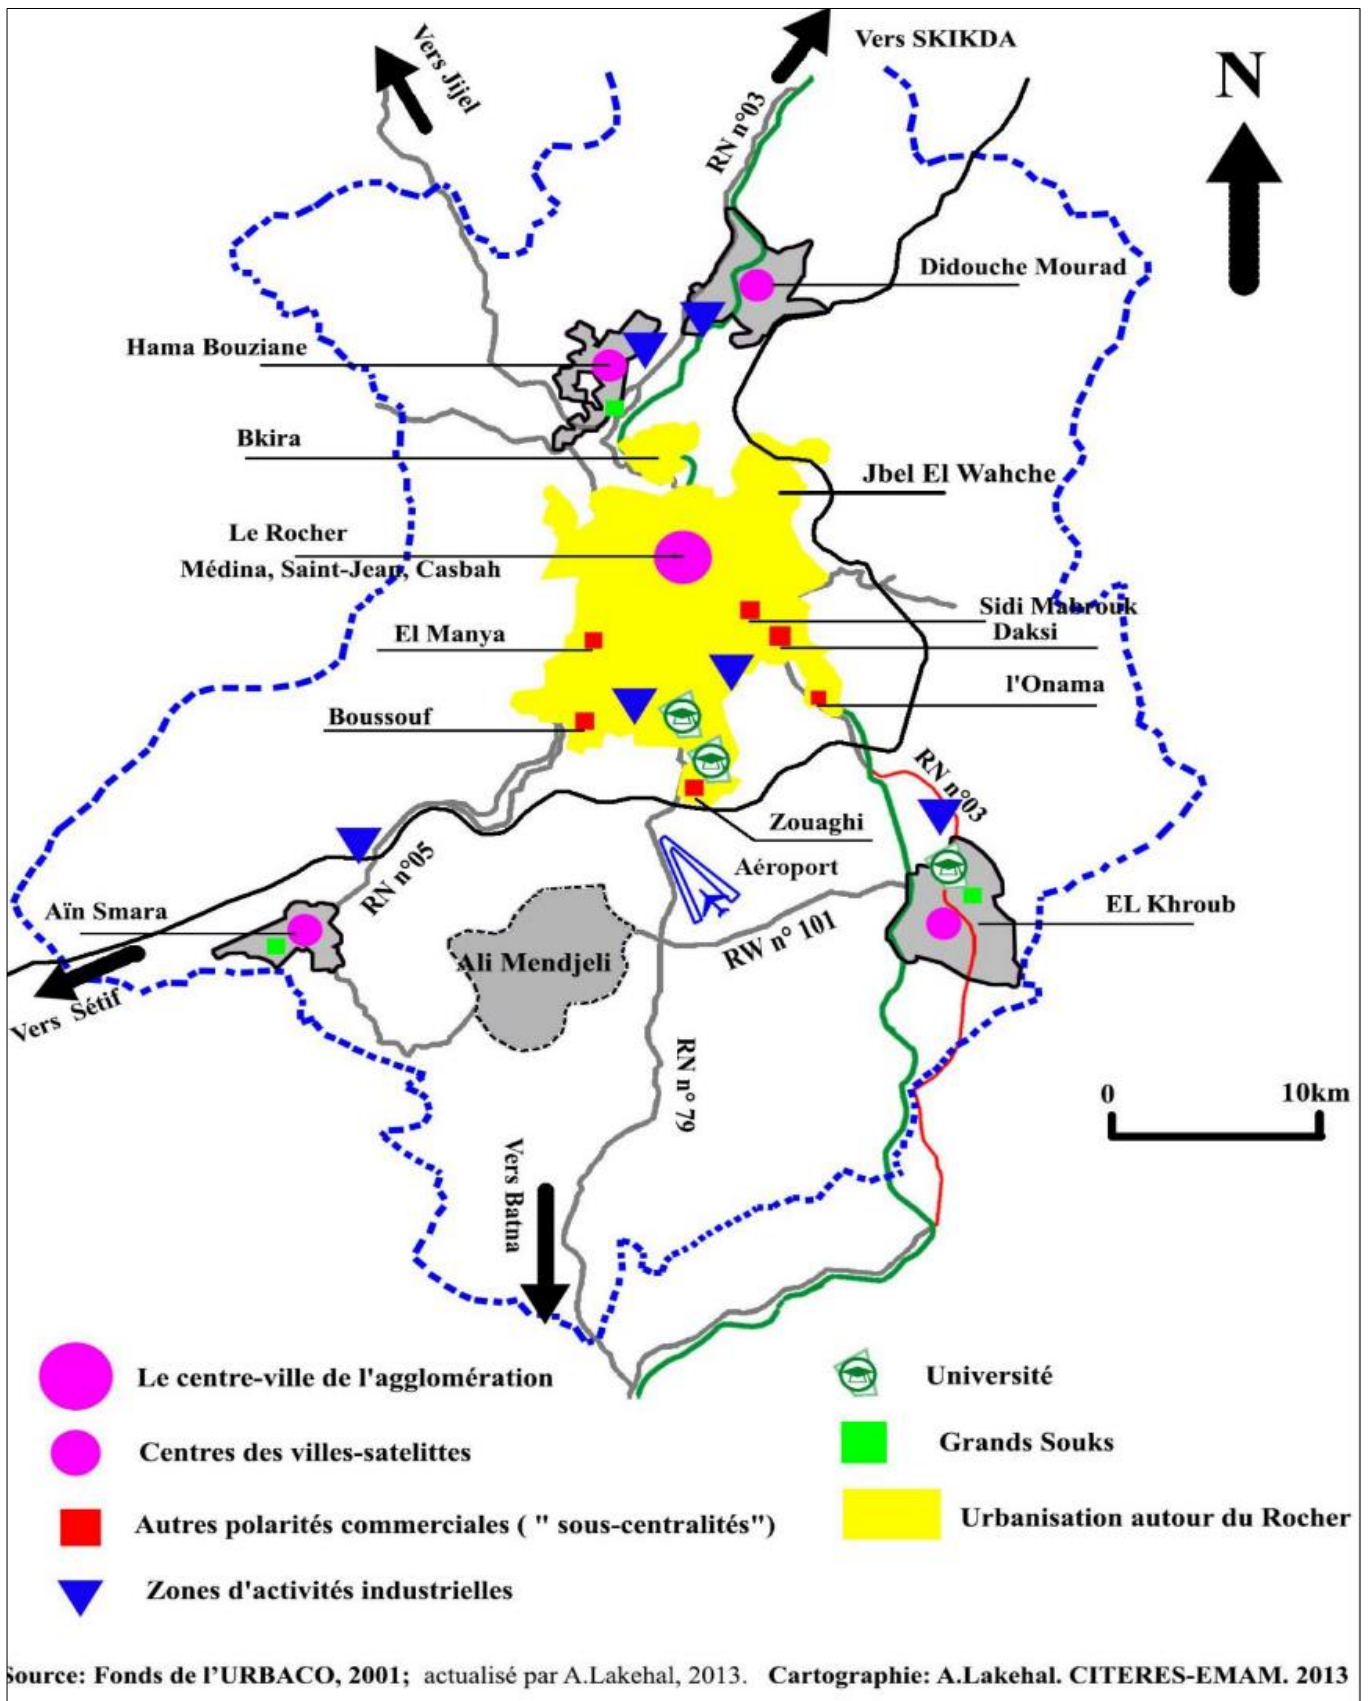 Vers Jijel
Vers SKIKDA
N
RN n°03
Didouche Mourad
Hama Bouziane
Bkira
Jbel El Wahche
Le Rocher
Médina, Saint-Jean, Casbah
Sidi Mabrouk
El Manya
Daksi
l'Onama
Boussouf
RN n°03
Zouaghi
RN n°05
Aéroport
Aïn Smara
EL Khroub
RW n° 101
Ali Mendjeli
Vers Sétif
RN n° 79
0 10km
Vers Batna
Le centre-ville de l'agglomération
Université
Centres des villes-satelittes
Grands Souks
Autres polarités commerciales ( " sous-centralités")
Urbanisation autour du Rocher
Zones d'activités industrielles
Source: Fonds de l'URBACO, 2001; actualisé par A.Lakehal, 2013. Cartographie: A.Lakehal. CITERES-EMAM. 2013